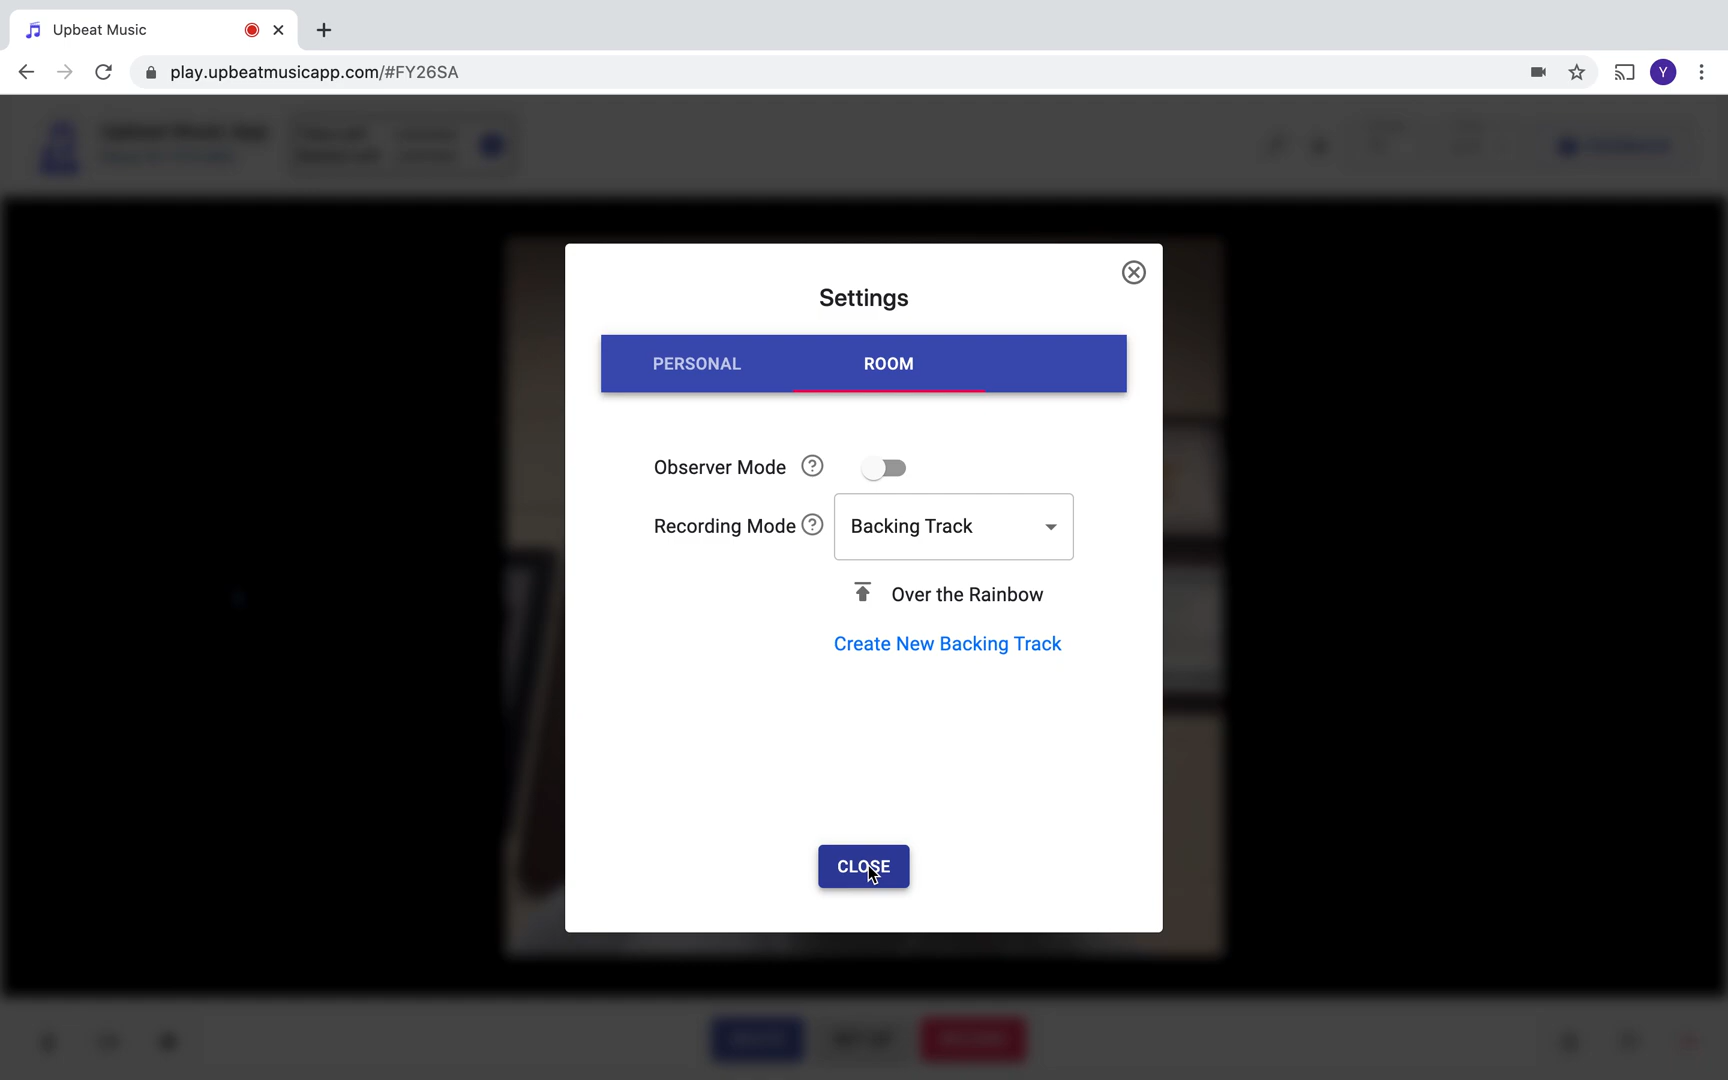 Upbeat Music
play.upbeatmusicapp.com/#FY26SA
Y
Settings
PERSONAL ROOM
Observer Mode ?
Recording Mode ? Backing Track
Over the Rainbow
Create New Backing Track
CLOSE